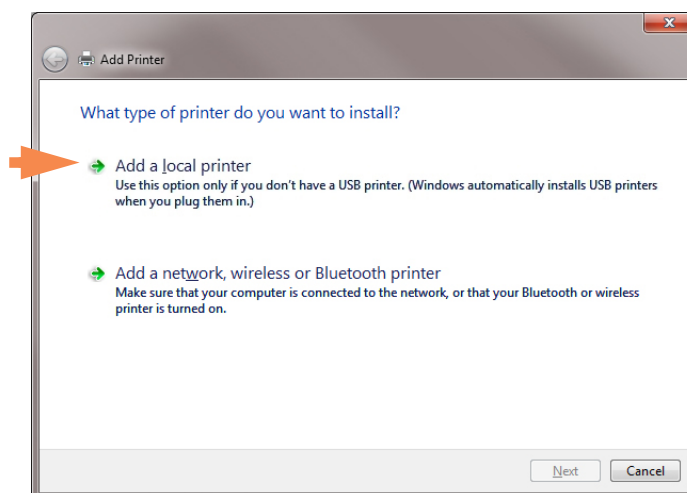 Add Printer
What type of printer do you want to install?
Add a local printer
Use this option only if you don't have a USB printer. (Windows automatically installs USB printers
when you plug them in.)
Add a network, wireless or Bluetooth printer
Make sure that your computer is connected to the network, or that your Bluetooth or wireless
printer is turned on.
Next
Cancel